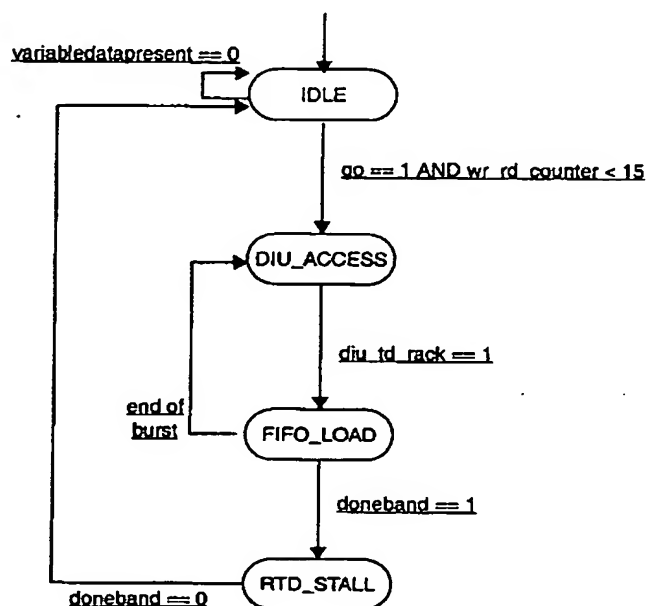 variabledatapresent == 0
IDLE
go == 1 AND wr_rd_counter < 15
DIU_ACCESS
diu_td_rack == 1
end of
burst
FIFO_LOAD
doneband == 1
RTD_STALL
doneband == 0